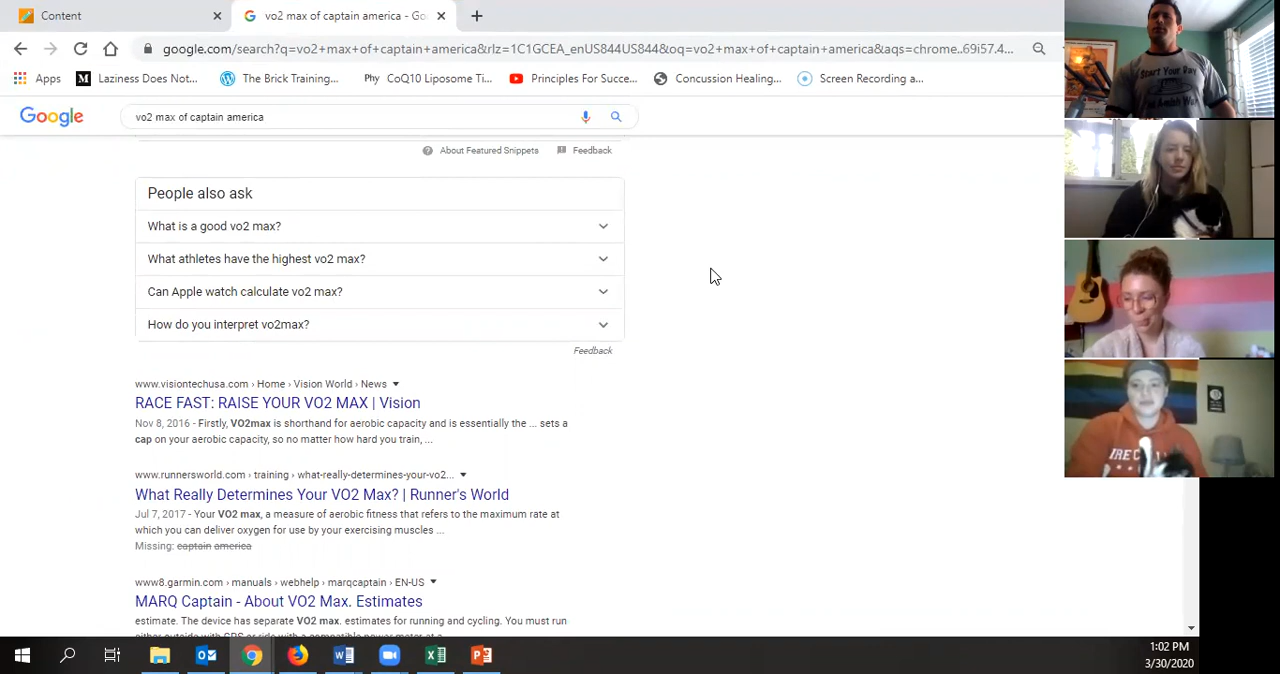 Content
vo2 max of captain america - Go
google.com/search?q=vo2+max+of+captain+america&rlz=1C1GCEA_enUS844US844&oq=vo2+max+of+captain+america&aqs=chrome..69i57.4...
Apps
Laziness Does Not...
The Brick Training...
Phy CoQ10 Liposome Ti...
Principles For Succe...
Concussion Healing...
Screen Recording a...
Google
vo2 max of captain america
About Featured Snippets
Feedback
People also ask
What is a good vo2 max?
What athletes have the highest vo2 max?
Can Apple watch calculate vo2 max?
How do you interpret vo2max?
Feedback
www.visiontechusa.com › Home › Vision World › News
RACE FAST: RAISE YOUR VO2 MAX | Vision
Nov 8, 2016 - Firstly, VO2max is shorthand for aerobic capacity and is essentially the ... sets a
cap on your aerobic capacity, so no matter how hard you train, ...
www.runnersworld.com › training › what-really-determines-your-vo2...
What Really Determines Your VO2 Max? | Runner's World
Jul 7, 2017 - Your VO2 max, a measure of aerobic fitness that refers to the maximum rate at
which you can deliver oxygen for use by your exercising muscles ...
Missing: captain america
www8.garmin.com › manuals › webhelp › marqcaptain › EN-US
MARQ Captain - About VO2 Max. Estimates
estimate. The device has separate VO2 max. estimates for running and cycling. You must run
Start Your Day
1:02 PM
3/30/2020